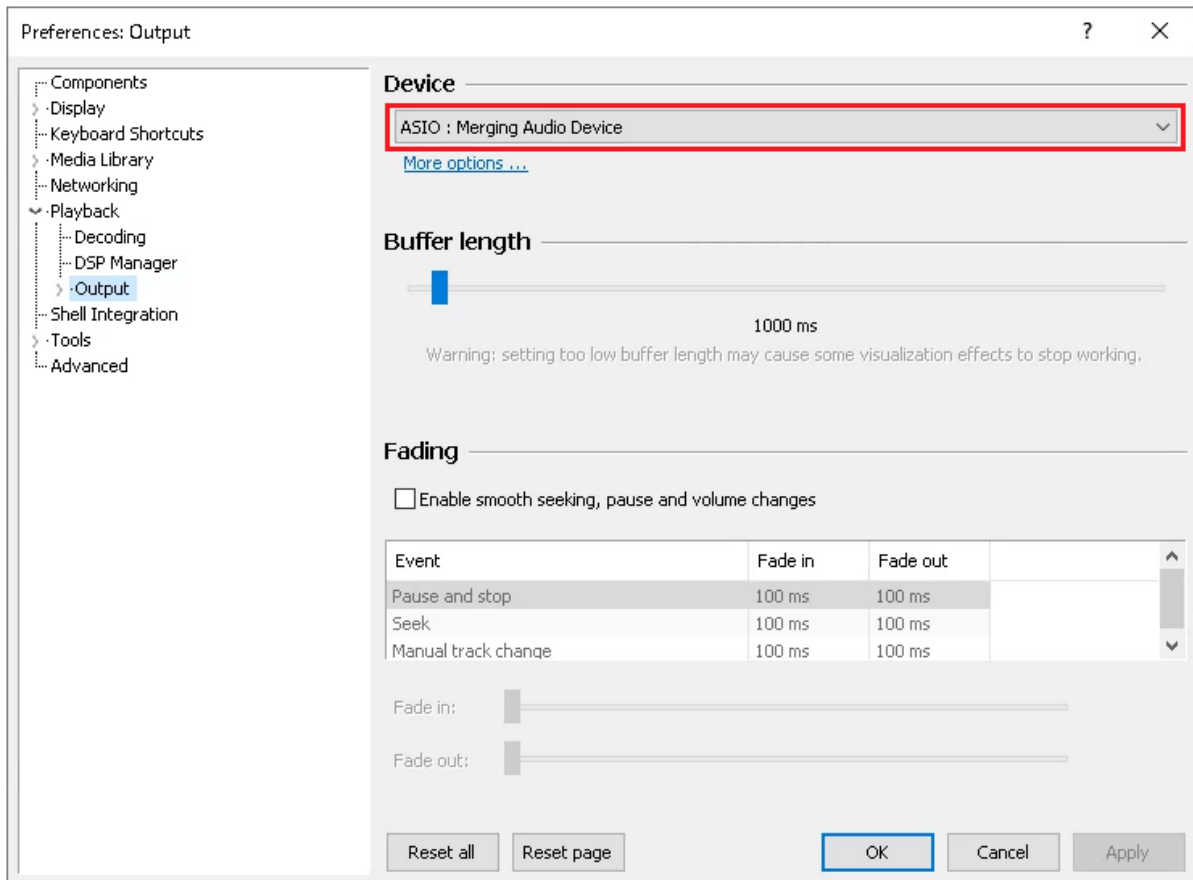 Preferences: Output
?
Components
Display
Keyboard Shortcuts
Media Library
Networking
Playback
Decoding
DSP Manager
Output
Shell Integration
Tools
Advanced
Device
ASIO : Merging Audio Device
More options ...
Buffer length
1000 ms
Warning: setting too low buffer length may cause some visualization effects to stop working.
Fading
Enable smooth seeking, pause and volume changes
Event Fade in Fade out
Pause and stop 100 ms 100 ms
Seek 100 ms 100 ms
Manual track change 100 ms 100 ms
Fade in:
Fade out:
Reset all Reset page OK Cancel Apply